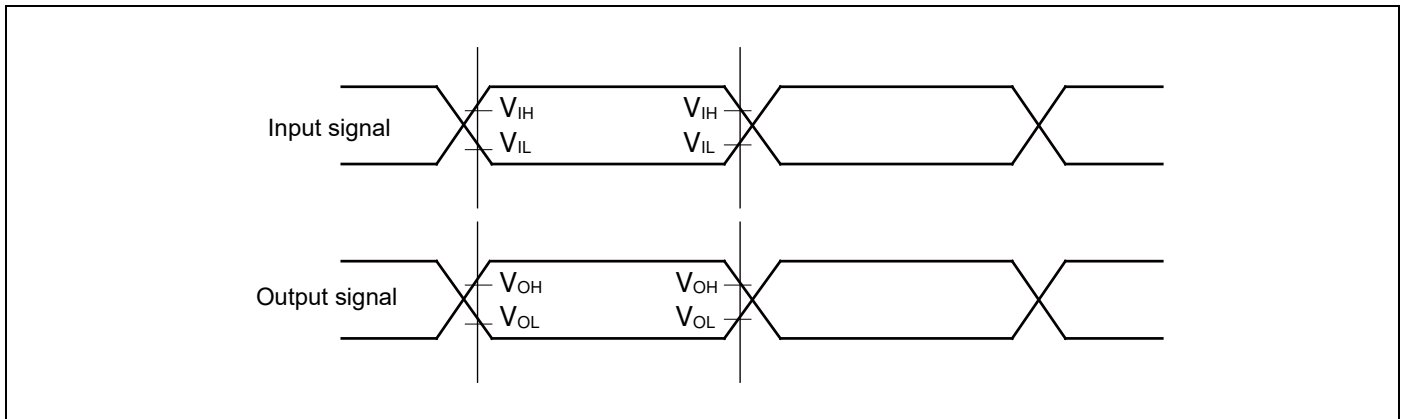 Input signal
VIH
VIH
VIL
VIL
Output signal
VOH
VOH
VOL
VOL